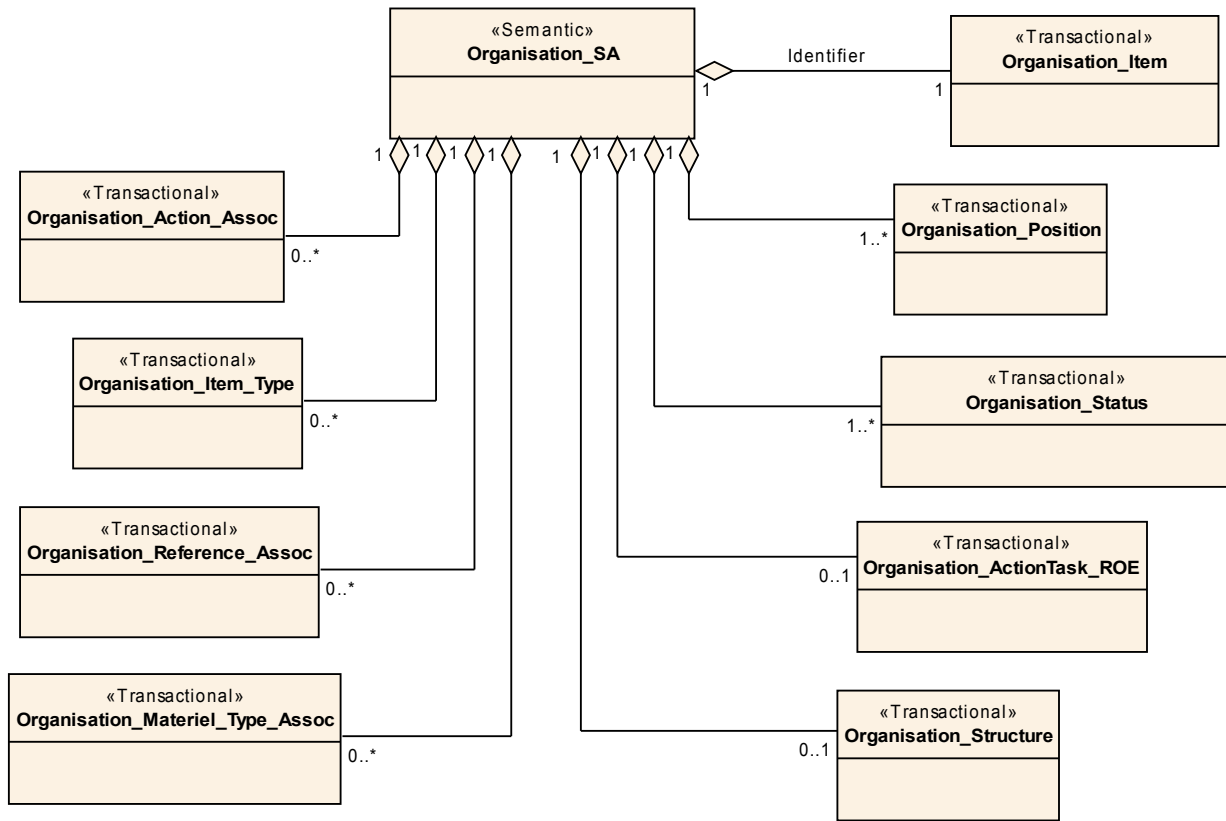 «Semantic»
Organisation_SA
Identifier
1
1
«Transactional»
Organisation_Item
1
1
1
1
1
1
1
1
«Transactional»
Organisation_Action_Assoc
0..*
«Transactional»
Organisation_Position
1..*
«Transactional»
Organisation_Item_Type
0..*
«Transactional»
Organisation_Status
1..*
«Transactional»
Organisation_Reference_Assoc
0..*
«Transactional»
Organisation_ActionTask_ROE
0..1
«Transactional»
Organisation_Materiel_Type_Assoc
0..*
«Transactional»
Organisation_Structure
0..1